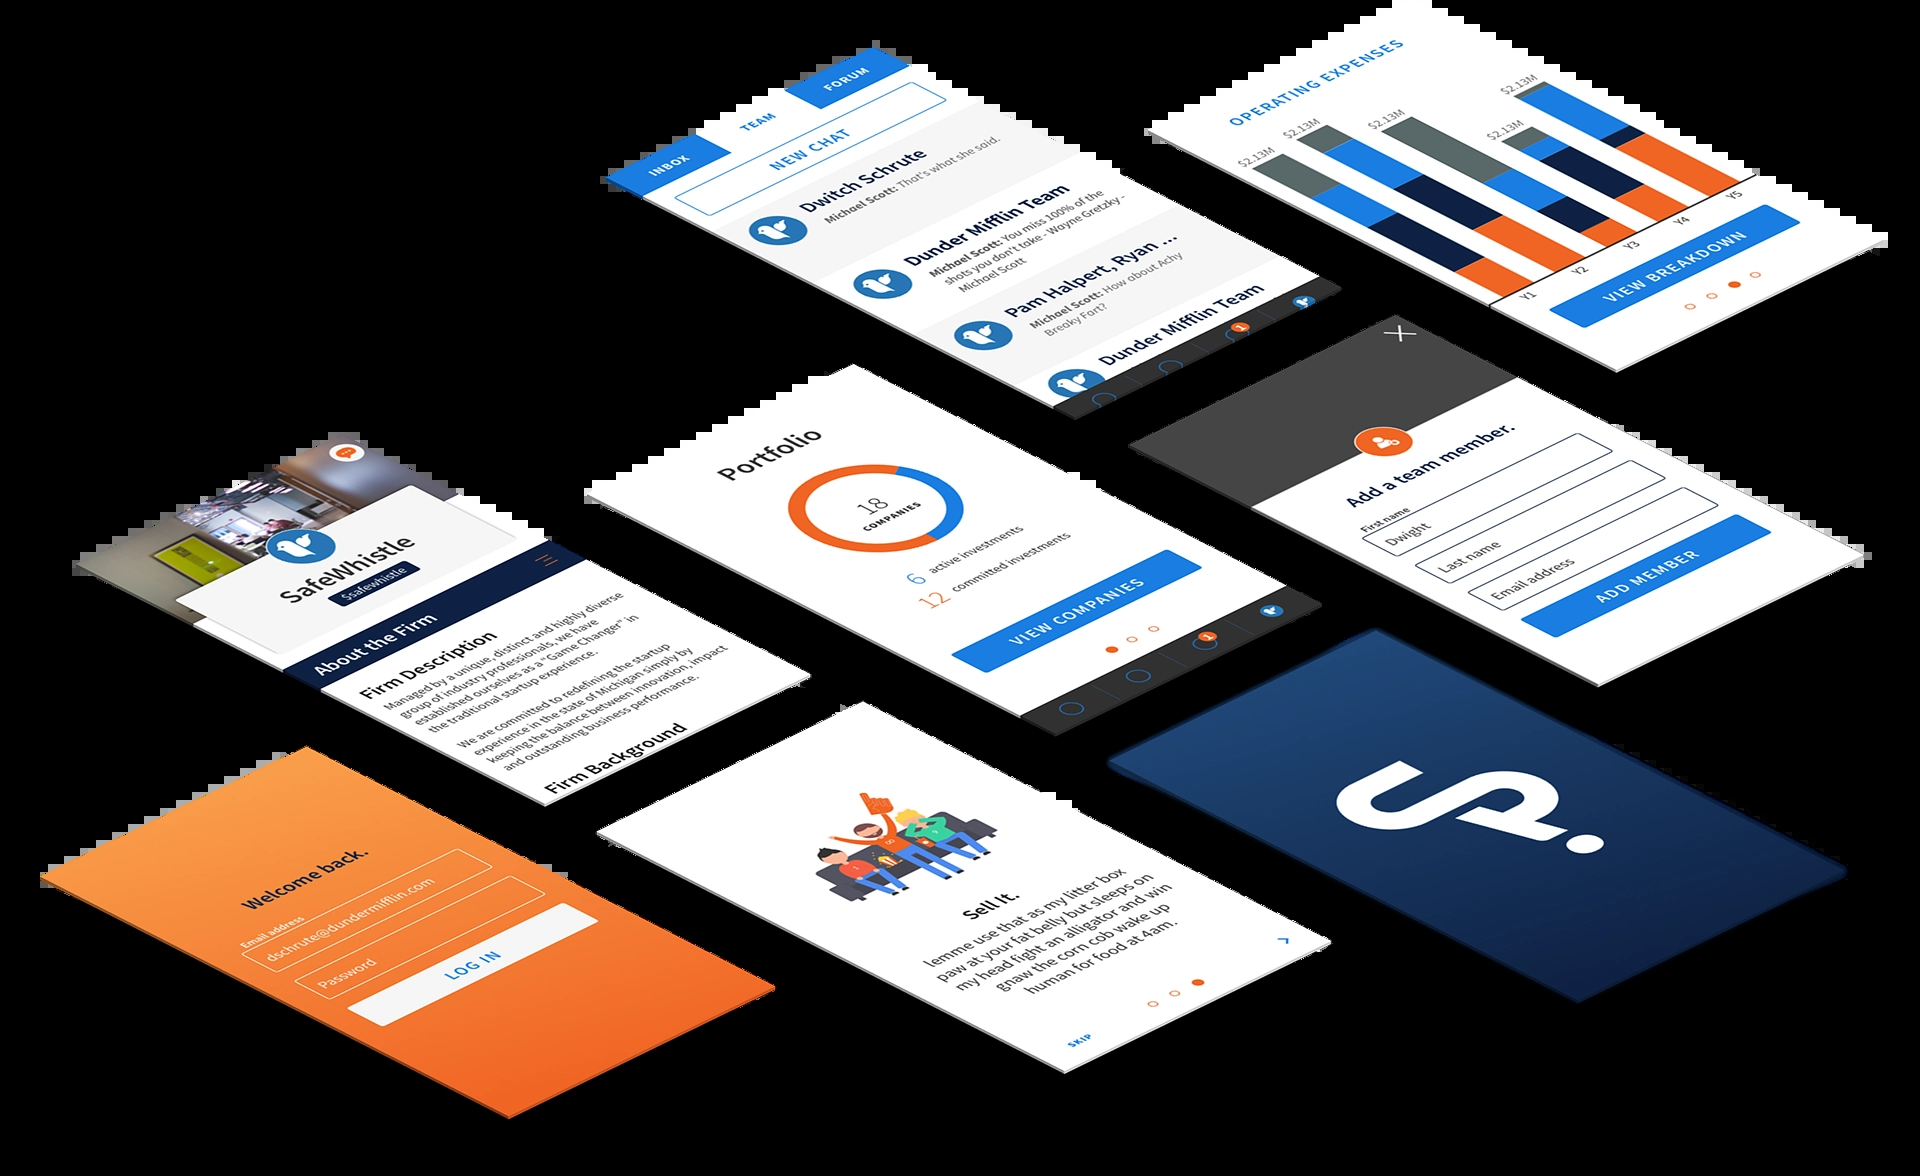 INBOX
TEAM
FORUM
NEW CHAT
Dwitch Schrute
Michael Scott: That's what she said.
Dunder Mifflin Team
Michael Scott: You miss 100% of the
shots you don't take - Wayne Gretzky -
Michael Scott
Pam Halpert, Ryan ...
Michael Scott: How about Achy
Breaky Fart?
Dunder Mifflin Team
1
OPERATING EXPENSES
$2.13M
$2.13M
$2.13M
$2.13M
$2.13M
Y1
Y2
Y3
Y4
Y5
VIEW BREAKDOWN
SafeWhistle
$safewhistle
About the Firm
Firm Description
Managed by a unique, distinct and highly diverse
group of industry professionals, we have
established ourselves as a "Game Changer" in
the traditional startup experience.
We are committed to redefining the startup
experience in the state of Michigan simply by
keeping the balance between innovation, impact
and outstanding business performance.
Firm Background
Portfolio
18
COMPANIES
6 active investments
12 committed investments
VIEW COMPANIES
1
Add a team member.
First name
Dwight
Last name
Email address
ADD MEMBER
Welcome back.
Email address
dschrute@dundermifflin.com
Password
LOG IN
Sell It.
lemme use that as my litter box
paw at your fat belly but sleeps on
my head fight an alligator and win
gnaw the corn cob wake up
human for food at 4am.
SKIP